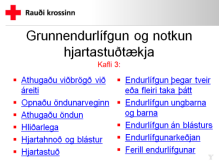 Rauði krossinn
Grunnendurlífgun og notkun
hjartastuðtækja
Kafli 3:
Athugaðu viðbrögð við
áreiti
Opnaðu öndunarveginn
Athugaðu öndun
Hliðarlega
Hjartahnoð og blástur
Hjartastuð
Endurlífgun þegar tveir
eða fleiri taka þátt
Endurlífgun ungbarna
og barna
Endurlífgun án blásturs
Endurlífgunarkeðjan
Ferill endurlífgunar